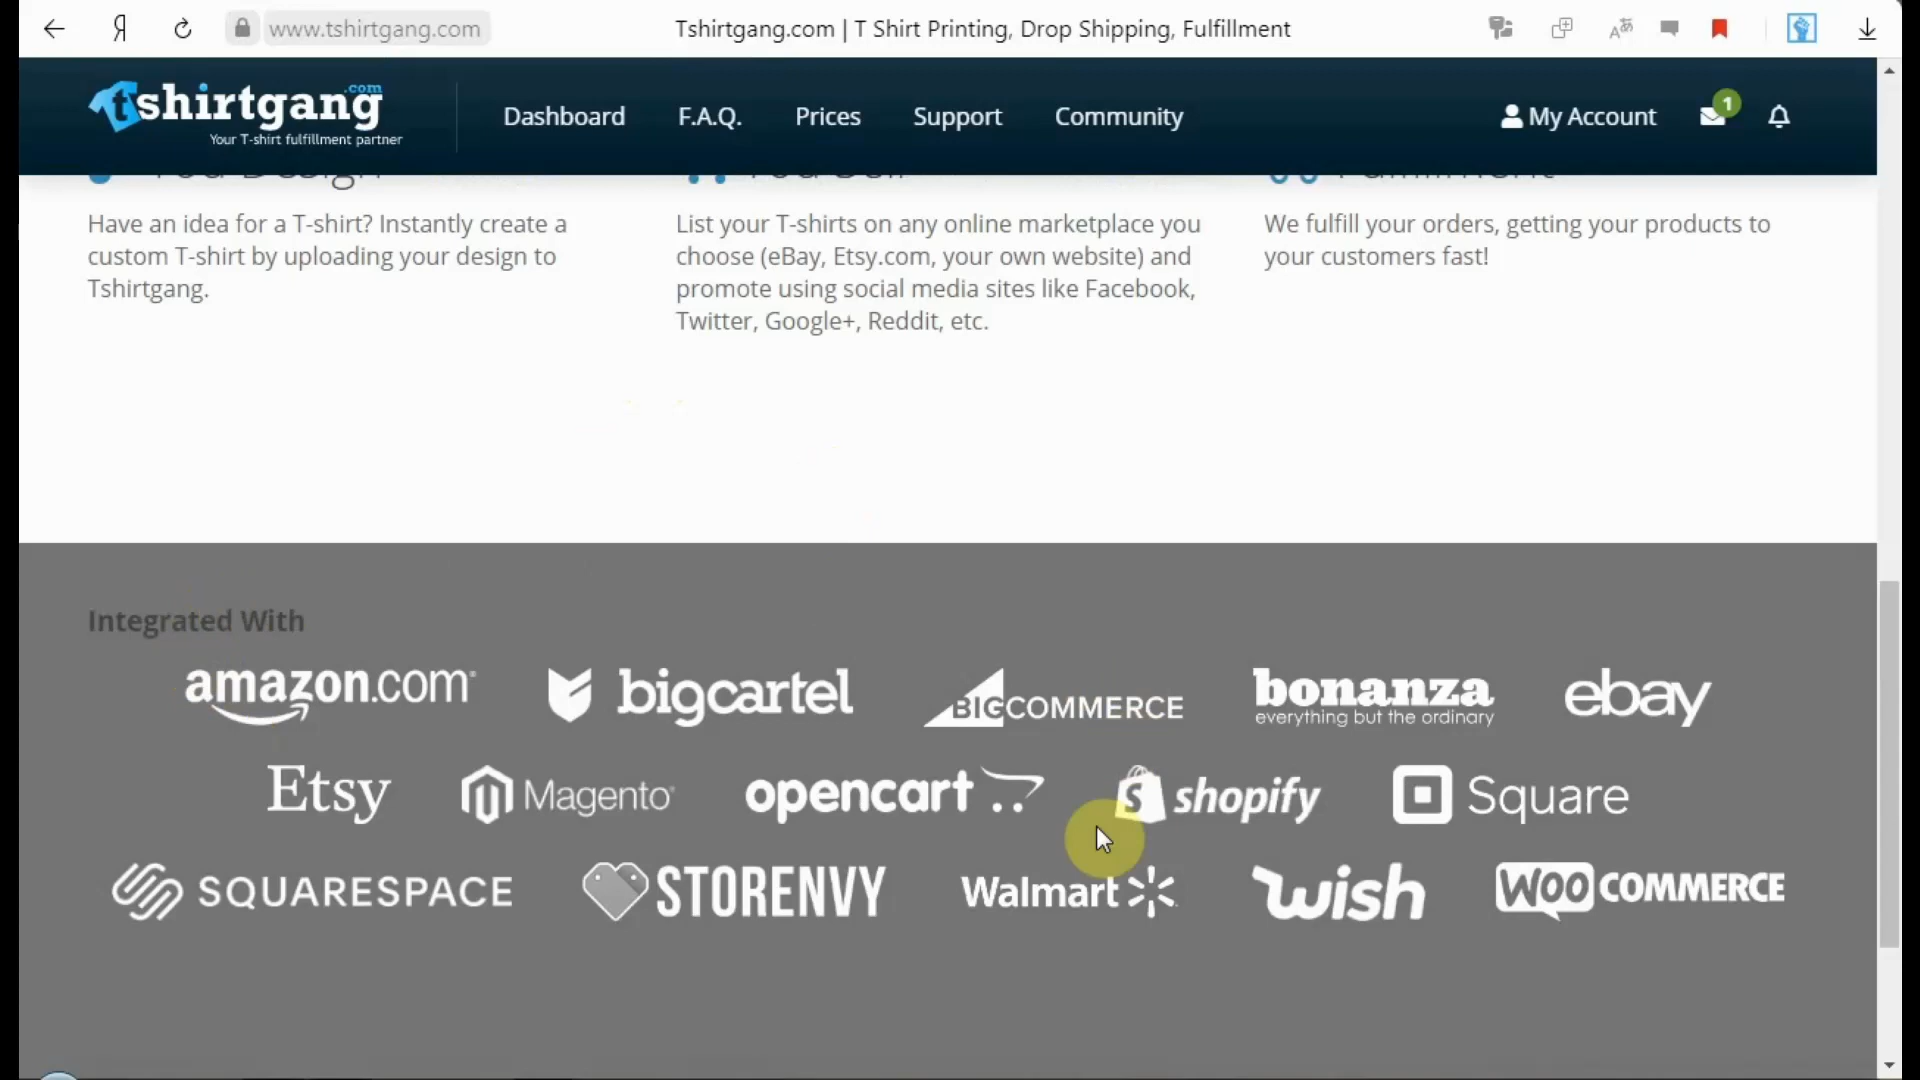 Я
www.tshirtgang.com
Tshirtgang.com | T Shirt Printing, Drop Shipping, Fulfillment
tshirtgang.com
Your T-shirt fulfillment partner
Dashboard
F.A.Q.
Prices
Support
Community
My Account
1
Have an idea for a T-shirt? Instantly create a
custom T-shirt by uploading your design to
Tshirtgang.
List your T-shirts on any online marketplace you
choose (eBay, Etsy.com, your own website) and
promote using social media sites like Facebook,
Twitter, Google+, Reddit, etc.
We fulfill your orders, getting your products to
your customers fast!
Integrated With
amazon.com
bigcartel
BIGCOMMERCE
bonanza
everything but the ordinary
ebay
Etsy
Magento
opencart
shopify
Square
SQUARESPACE
STORENVY
Walmart
wish
WOOCOMMERCE